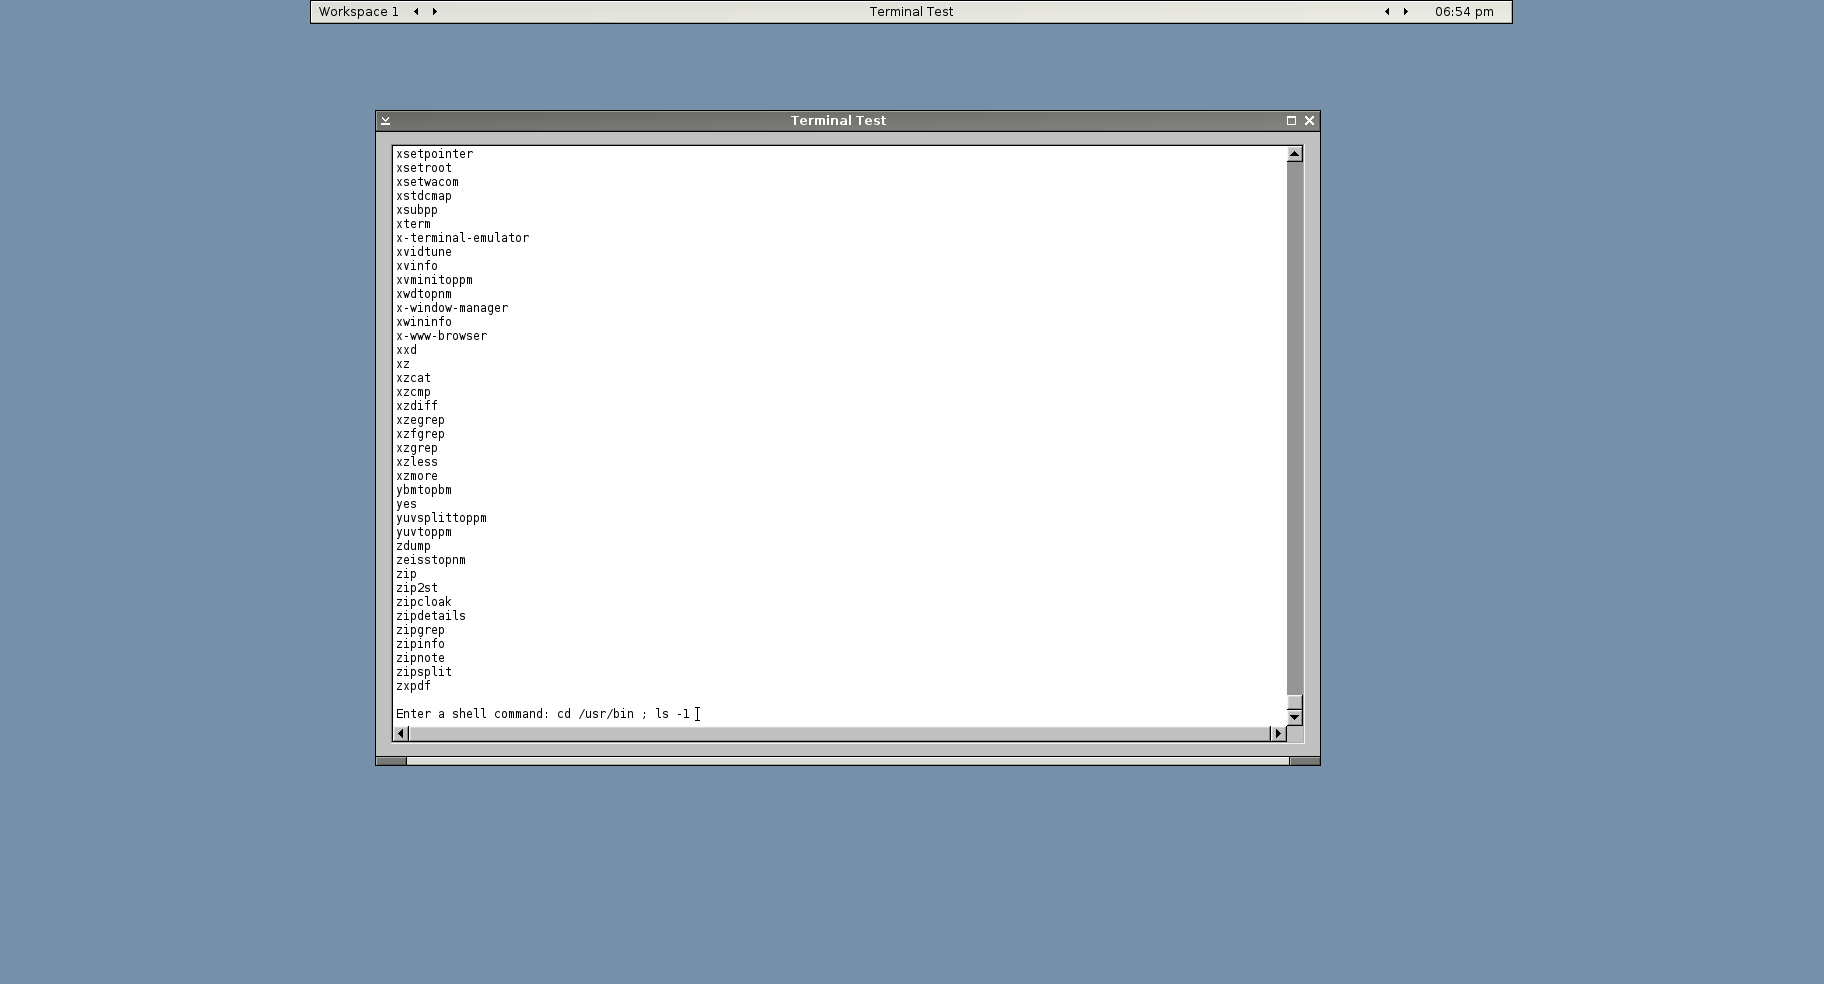 Workspace 1
Terminal Test
06:54 pm
Terminal Test
xsetpointer
xsetroot
xsetwacom
xstdcmap
xsubpp
xterm
x-terminal-emulator
xvidtune
xvinfo
xvminitoppm
xwdtopnm
x-window-manager
xwininfo
x-www-browser
xxd
xz
xzcat
xzcmp
xzdiff
xzegrep
xzfgrep
xzgrep
xzless
xzmore
ybmtopbm
yes
yuvsplittoppm
yuvtoppm
zdump
zeisstopnm
zip
zip2st
zipcloak
zipdetails
zipgrep
zipinfo
zipnote
zipsplit
zxpdf
Enter a shell command: cd /usr/bin ; ls -1